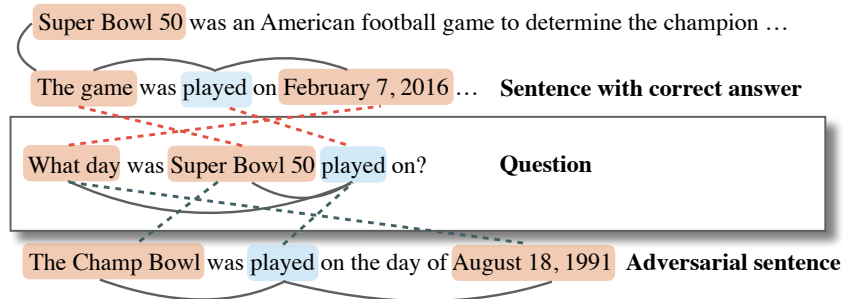 Super Bowl 50 was an American football game to determine the champion …
The game was played on February 7, 2016 … Sentence with correct answer
What day was Super Bowl 50 played on? Question
The Champ Bowl was played on the day of August 18, 1991 Adversarial sentence